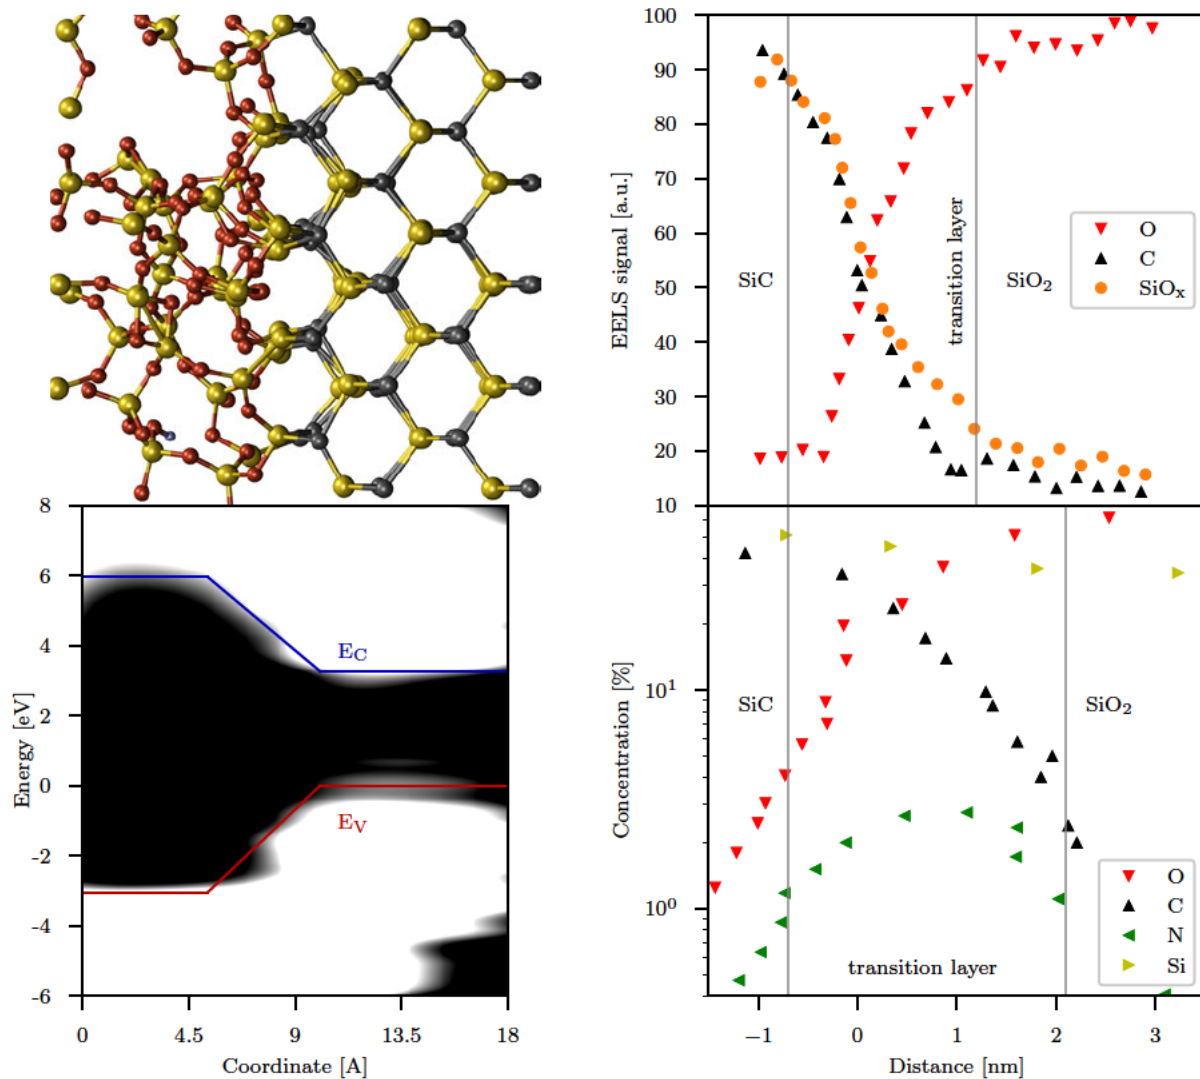 100
90
80
70
60
50
40
30
20
10
EELS signal [a.u.]
SiC
transition layer
SiO₂
O
C
SiOₓ
8
6
4
2
0
-2
-4
-6
Energy [eV]
E_C
E_V
0
4.5
9
13.5
18
Coordinate [A]
10¹
10⁰
Concentration [%]
SiC
SiO₂
transition layer
O
C
N
Si
−1
0
1
2
3
Distance [nm]